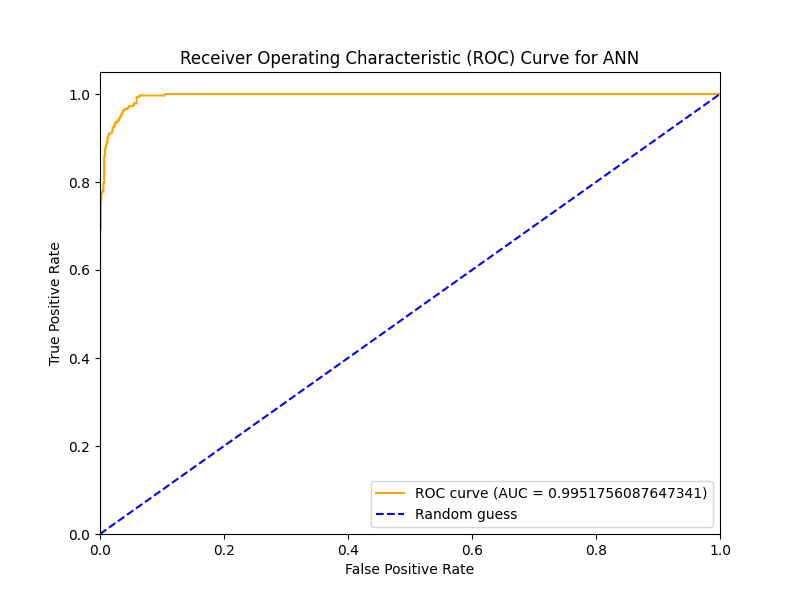 Receiver Operating Characteristic (ROC) Curve for ANN
True Positive Rate
1.0
0.8
0.6
0.4
0.2
0.0
ROC curve (AUC = 0.9951756087647341)
Random guess
0.0 0.2 0.4 0.6 0.8 1.0
False Positive Rate